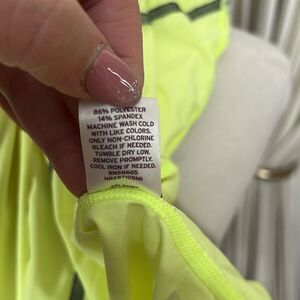 86% POLYESTER
14% SPANDEX
MACHINE WASH COLD
WITH LIKE COLORS.
ONLY NON-CHLORINE
BLEACH IF NEEDED.
TUMBLE DRY LOW.
REMOVE PROMPTLY.
COOL IRON IF NEEDED.
RN58665